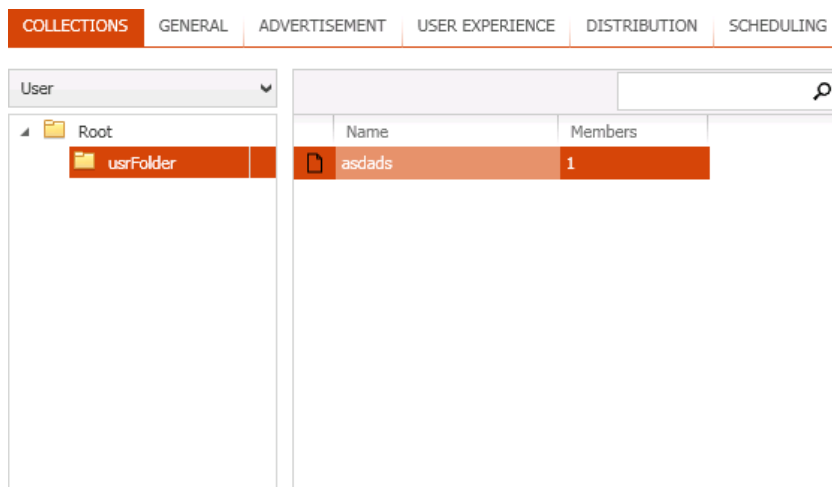 COLLECTIONS GENERAL ADVERTISEMENT USER EXPERIENCE DISTRIBUTION SCHEDULING
User
Root
usrFolder
Name Members
asdads 1